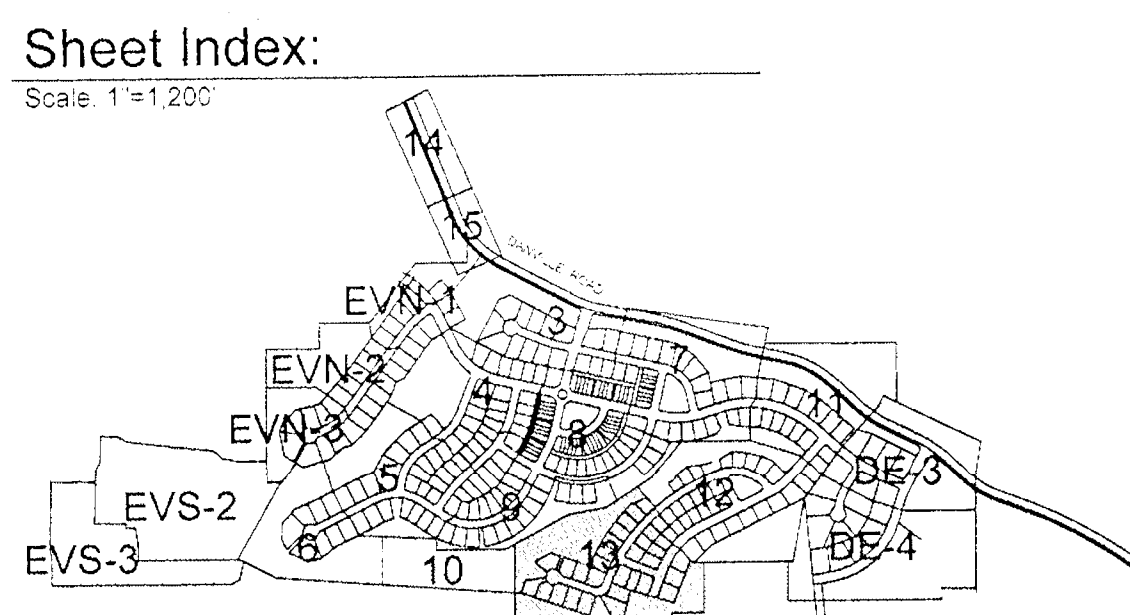 Sheet Index:
Scale. 1"=1,200'
14
15
DANVILLE ROAD
EVN-1
3
7
EVN-2
4
11
EVN-3
8
DE-3
5
12
EVS-2
9
6
13
DE-4
EVS-3
10